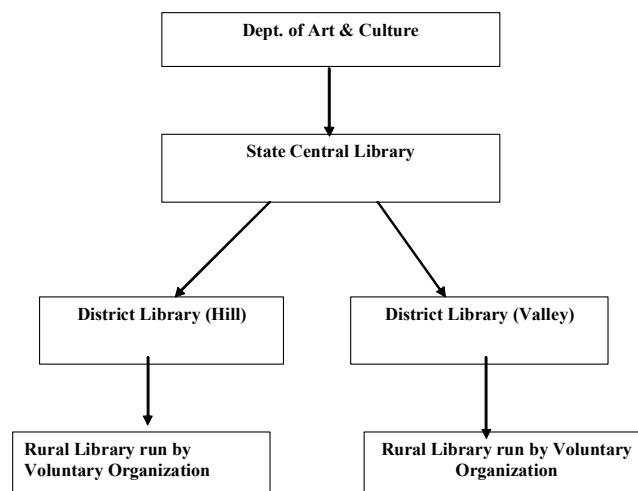 Dept. of Art & Culture
State Central Library
District Library (Hill)
District Library (Valley)
Rural Library run by
Voluntary Organization
Rural Library run by Voluntary
Organization